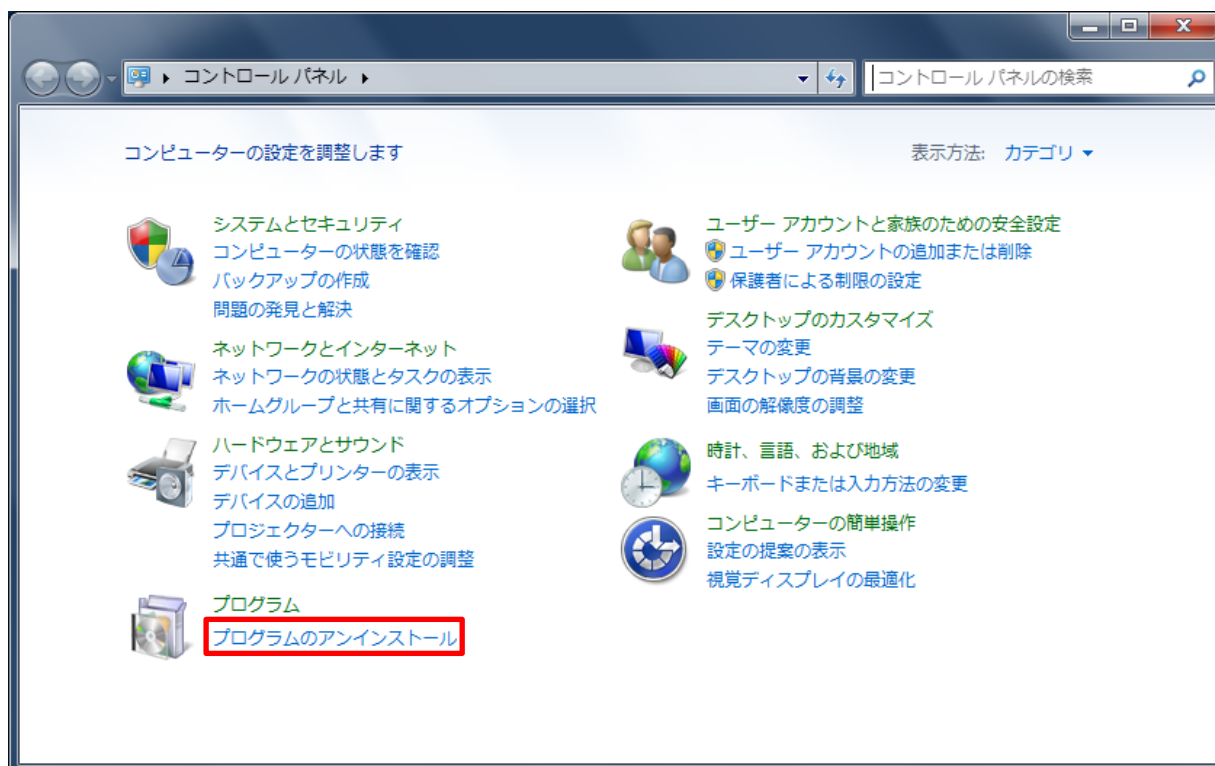 コントロール パネル
コントロール パネルの検索
コンピューターの設定を調整します
表示方法: カテゴリ
システムとセキュリティ
コンピューターの状態を確認
バックアップの作成
問題の発見と解決
ネットワークとインターネット
ネットワークの状態とタスクの表示
ホームグループと共有に関するオプションの選択
ハードウェアとサウンド
デバイスとプリンターの表示
デバイスの追加
プロジェクターへの接続
共通で使うモビリティ設定の調整
プログラム
プログラムのアンインストール
ユーザー アカウントと家族のための安全設定
ユーザー アカウントの追加または削除
保護者による制限の設定
デスクトップのカスタマイズ
テーマの変更
デスクトップの背景の変更
画面の解像度の調整
時計、言語、および地域
キーボードまたは入力方法の変更
コンピューターの簡単操作
設定の提案の表示
視覚ディスプレイの最適化